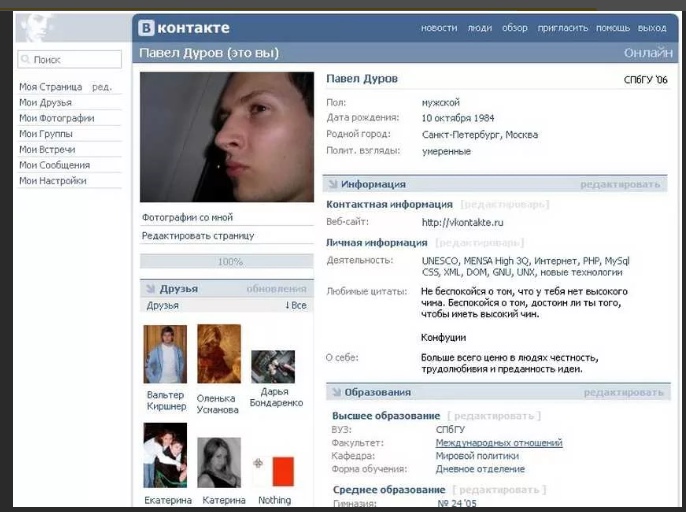 В контакте
новости люди обзор пригласить помощь выход
Поиск
Павел Дуров (это вы)
Онлайн
Моя Страница ред.
Мои Друзья
Мои Фотографии
Мои Группы
Мои Встречи
Мои Сообщения
Мои Настройки
Фотографии со мной
Редактировать страницу
100%
Друзья обновления
Друзья ↓Все
Вальтер Киршнер
Оленька Усманова
Дарья Бондаренко
Екатерина Катерина Nothing
Павел Дуров СПбГУ '06
Пол: мужской
Дата рождения: 10 октября 1984
Родной город: Санкт-Петербург, Москва
Полит. взгляды: умеренные
Информация редактировать
Контактная информация [редактировать]
Веб-сайт: http://vkontakte.ru
Личная информация [редактировать]
Деятельность: UNESCO, MENSA High 3Q, Интернет, PHP, MySql
CSS, XML, DOM, GNU, UNIX, новые технологии
Любимые цитаты: Не беспокойся о том, что у тебя нет высокого
чина. Беспокойся о том, достоин ли ты того,
чтобы иметь высокий чин.
Конфуции
О себе: Больше всего ценю в людях честность,
трудолюбивия и преданность идеи.
Образования редактировать
Высшее образование [ редактировать ]
ВУЗ: СПбГУ
Факультет: Международных отношений
Кафедра: Мировой политики
Форма обучения: Дневное отделение
Среднее образование [ редактировать ]
Гимназия: № 24 '05